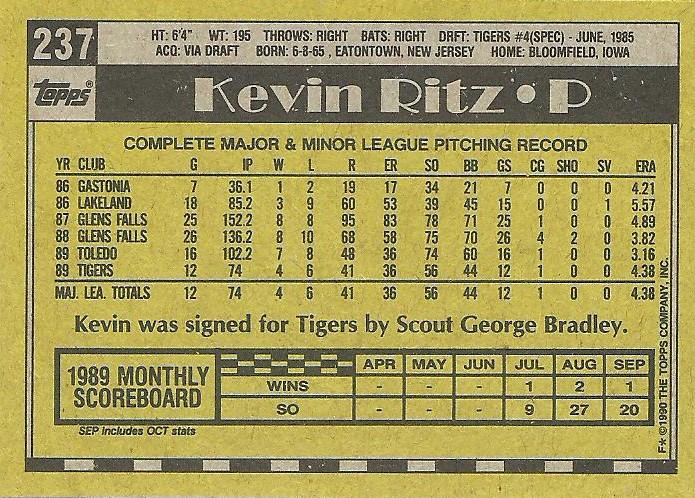 237
HT: 6'4" WT: 195 THROWS: RIGHT BATS: RIGHT DRFT: TIGERS #4(SPEC) - JUNE, 1985
ACQ: VIA DRAFT BORN: 6-8-65 , EATONTOWN, NEW JERSEY HOME: BLOOMFIELD, IOWA
TOPPS®
Kevin Ritz • P
COMPLETE MAJOR & MINOR LEAGUE PITCHING RECORD
YR CLUB G IP W L R ER SO BB GS CG SHO SV ERA
86 GASTONIA 7 36.1 1 2 19 17 34 21 7 0 0 0 4.21
86 LAKELAND 18 85.2 3 9 60 53 39 45 15 0 0 1 5.57
87 GLENS FALLS 25 152.2 8 8 95 83 78 71 25 1 0 0 4.89
88 GLENS FALLS 26 136.2 8 10 68 58 75 70 26 4 2 0 3.82
89 TOLEDO 16 102.2 7 8 48 36 74 60 16 1 0 0 3.16
89 TIGERS 12 74 4 6 41 36 56 44 12 1 0 0 4.38
MAJ. LEA. TOTALS 12 74 4 6 41 36 56 44 12 1 0 0 4.38
Kevin was signed for Tigers by Scout George Bradley.
1989 MONTHLY SCOREBOARD
APR MAY JUN JUL AUG SEP
WINS - - - 1 2 1
SO - - - 9 27 20
SEP includes OCT stats
F* ©1990 THE TOPPS COMPANY, INC.